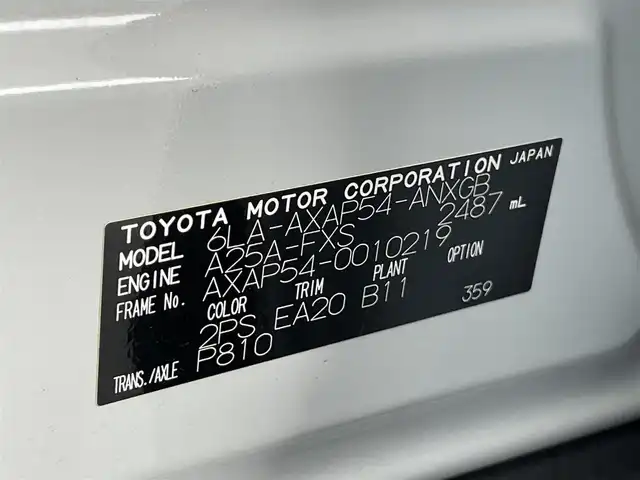 TOYOTA MOTOR CORPORATION JAPAN
MODEL 6LA-AXAP54-ANXGB
ENGINE A25A-FXS 2487 mL
FRAME No. AXAP54-0010219
COLOR TRIM PLANT OPTION
2PS EA20 B11 359
TRANS./AXLE P810